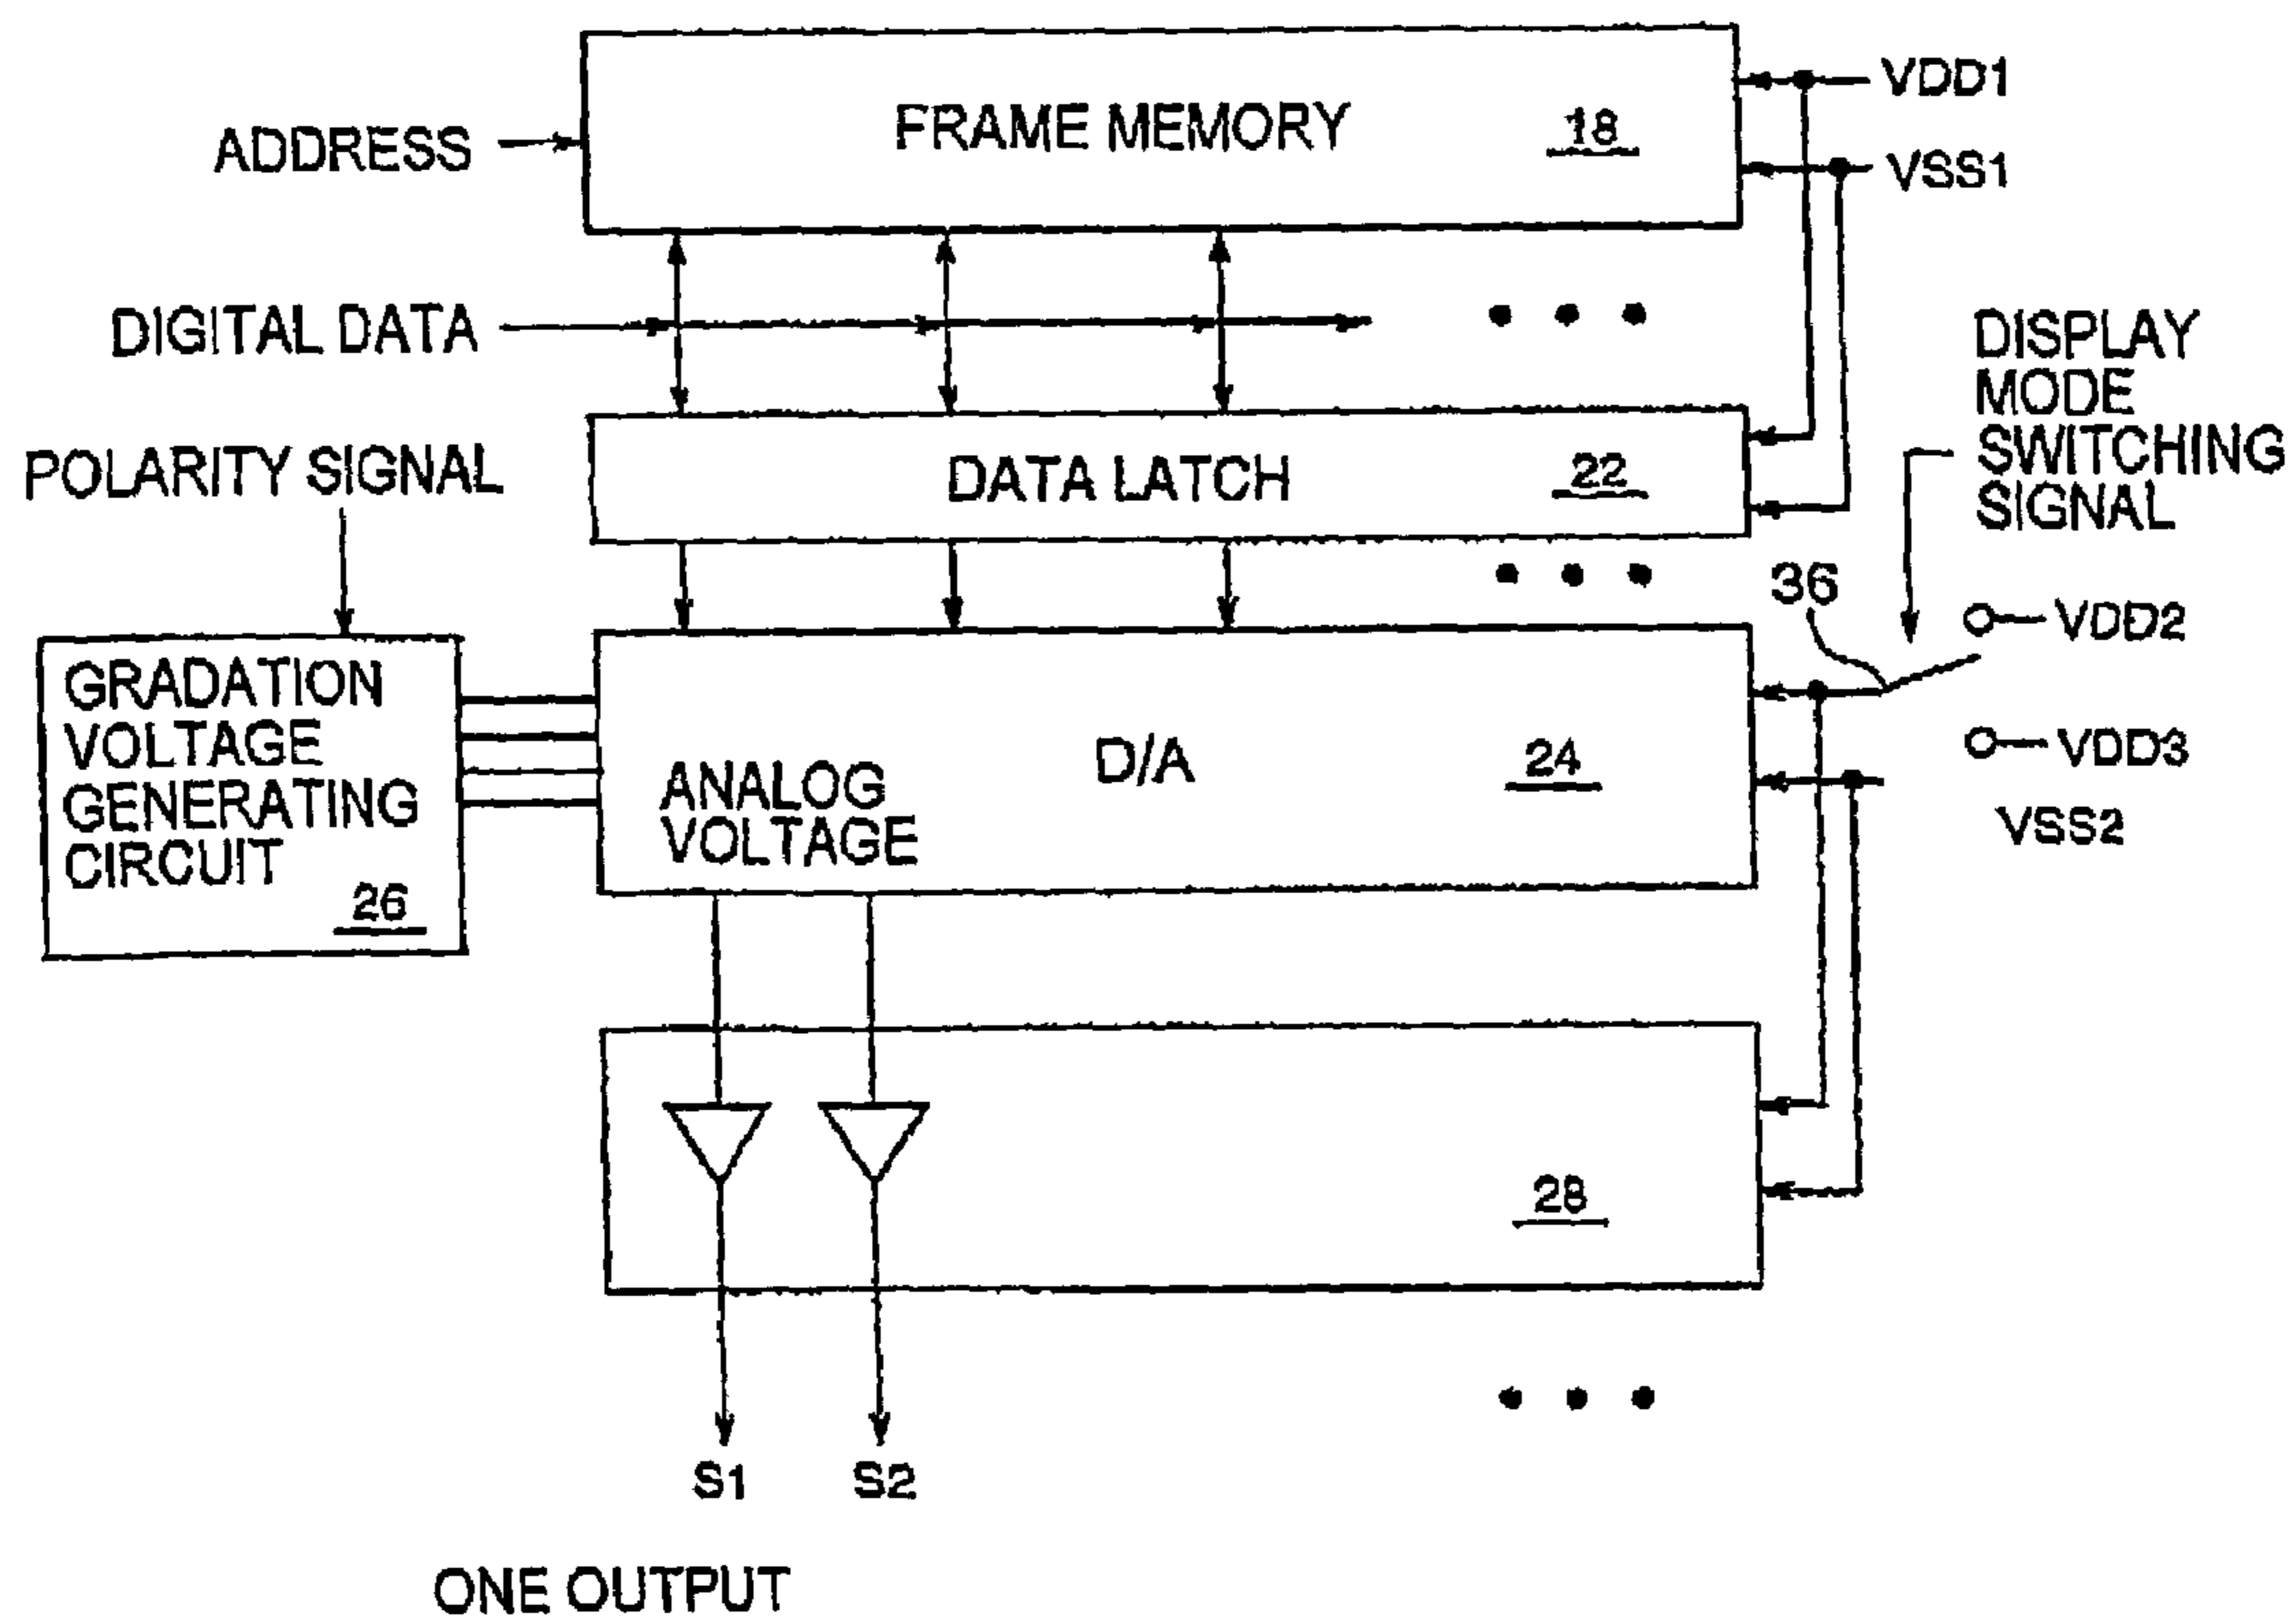 FRAME MEMORY
18
VDD1
ADDRESS
VSS1
DIGITAL DATA
DISPLAY
MODE
SWITCHING
SIGNAL
POLARITY SIGNAL
DATA LATCH
22
36
VDD2
GRADATION
VOLTAGE
GENERATING
CIRCUIT
26
D/A
24
VDD3
ANALOG
VOLTAGE
VSS2
28
S1
S2
ONE OUTPUT